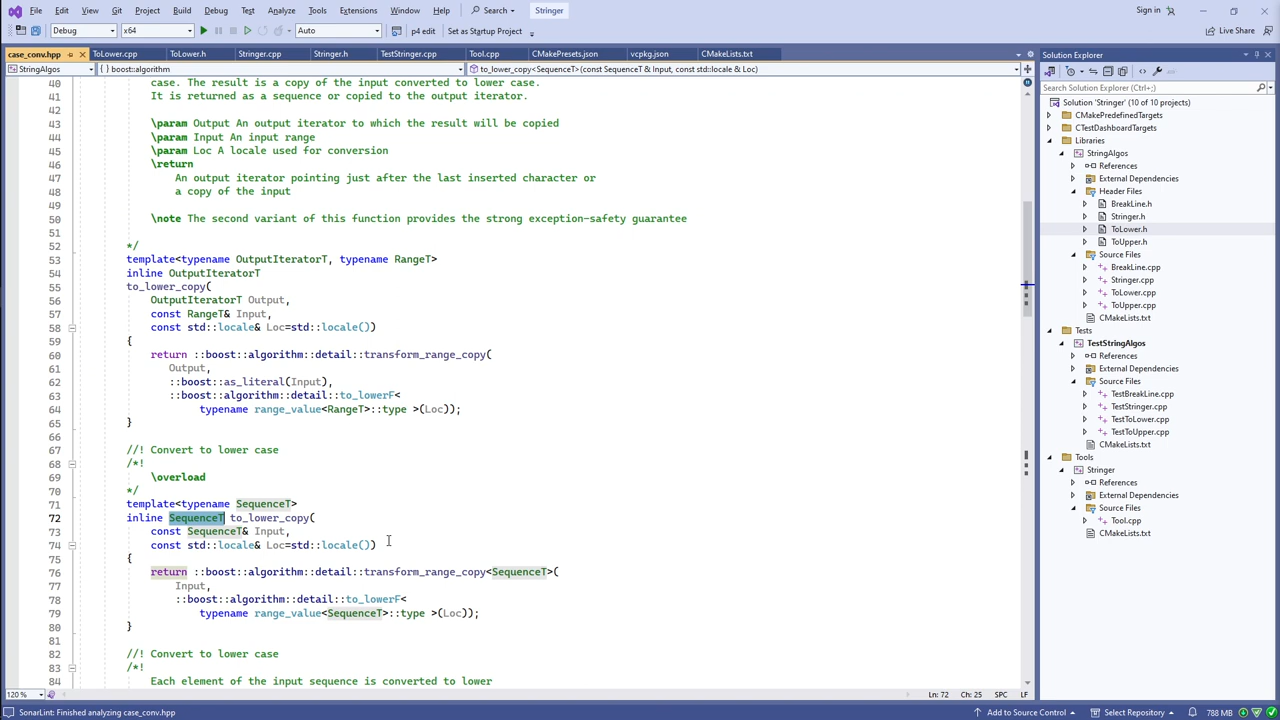 File Edit View Git Project Build Debug Test Analyze Tools Extensions Window Help Search Stringer Sign in
Debug x64 Auto p4 edit Set as Startup Project Live Share
case_conv.hpp ToLower.cpp ToLower.h Stringer.cpp Stringer.h TestStringer.cpp Tool.cpp CMakePresets.json vcpkg.json CMakeLists.txt
StringAlgos boost::algorithm to_lower_copy<SequenceT>(const SequenceT & Input, const std::locale & Loc)
40 case. The result is a copy of the input converted to lower case.
41 It is returned as a sequence or copied to the output iterator.
42
43 \param Output An output iterator to which the result will be copied
44 \param Input An input range
45 \param Loc A locale used for conversion
46 \return
47 An output iterator pointing just after the last inserted character or
48 a copy of the input
49
50 \note The second variant of this function provides the strong exception-safety guarantee
51
52 */
53 template<typename OutputIteratorT, typename RangeT>
54 inline OutputIteratorT
55 to_lower_copy(
56 OutputIteratorT Output,
57 const RangeT& Input,
58 const std::locale& Loc=std::locale())
59 {
60 return ::boost::algorithm::detail::transform_range_copy(
61 Output,
62 ::boost::as_literal(Input),
63 ::boost::algorithm::detail::to_lowerF<
64 typename range_value<RangeT>::type >(Loc));
65 }
66
67 //! Convert to lower case
68 /*!
69 \overload
70 */
71 template<typename SequenceT>
72 inline SequenceT to_lower_copy(
73 const SequenceT& Input,
74 const std::locale& Loc=std::locale())
75 {
76 return ::boost::algorithm::detail::transform_range_copy<SequenceT>(
77 Input,
78 ::boost::algorithm::detail::to_lowerF<
79 typename range_value<SequenceT>::type >(Loc));
80 }
81
82 //! Convert to lower case
83 /*!
84 Each element of the input sequence is converted to lower
120 % Ln: 72 Ch: 25 SPC LF
Solution Explorer
Search Solution Explorer (Ctrl+;)
Solution 'Stringer' (10 of 10 projects)
CMakePredefinedTargets
CTestDashboardTargets
Libraries
StringAlgos
References
External Dependencies
Header Files
BreakLine.h
Stringer.h
ToLower.h
ToUpper.h
Source Files
BreakLine.cpp
Stringer.cpp
ToLower.cpp
ToUpper.cpp
CMakeLists.txt
Tests
TestStringAlgos
References
External Dependencies
Source Files
TestBreakLine.cpp
TestStringer.cpp
TestToLower.cpp
TestToUpper.cpp
CMakeLists.txt
Tools
Stringer
References
External Dependencies
Source Files
Tool.cpp
CMakeLists.txt
SonarLint: Finished analyzing case_conv.hpp Add to Source Control Select Repository 788 MB